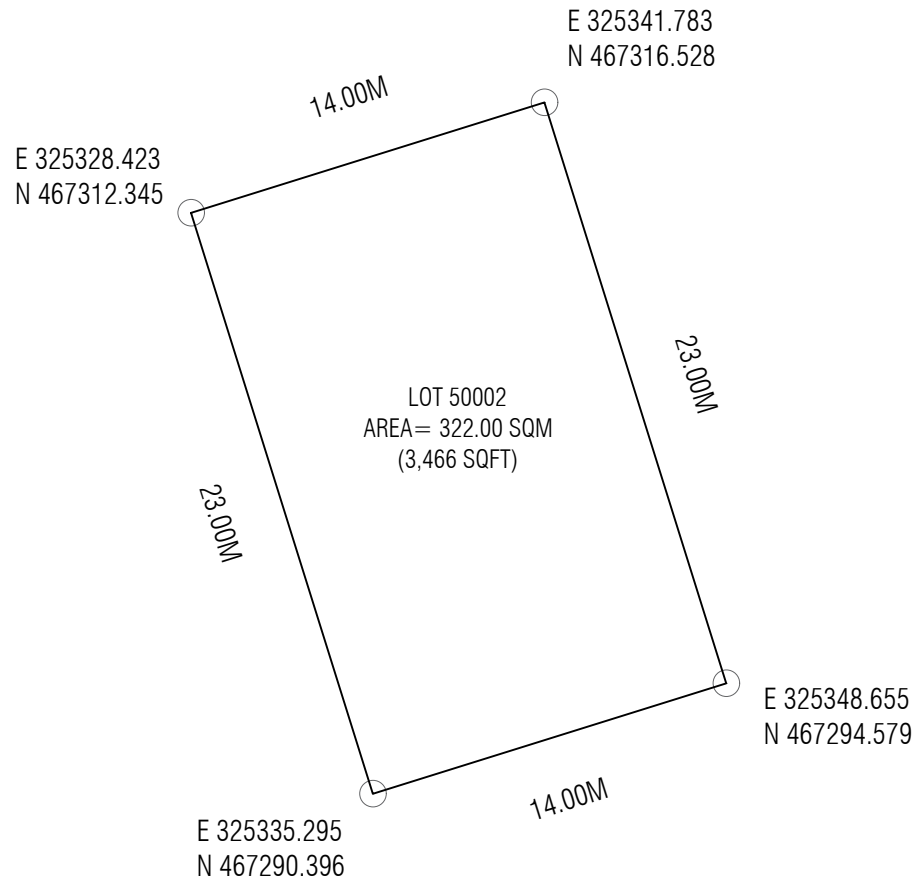 E 325341.783
N 467316.528
14.00M
E 325328.423
N 467312.345
23.00M
LOT 50002
AREA= 322.00 SQM
(3,466 SQFT)
23.00M
E 325348.655
N 467294.579
14.00M
E 325335.295
N 467290.396